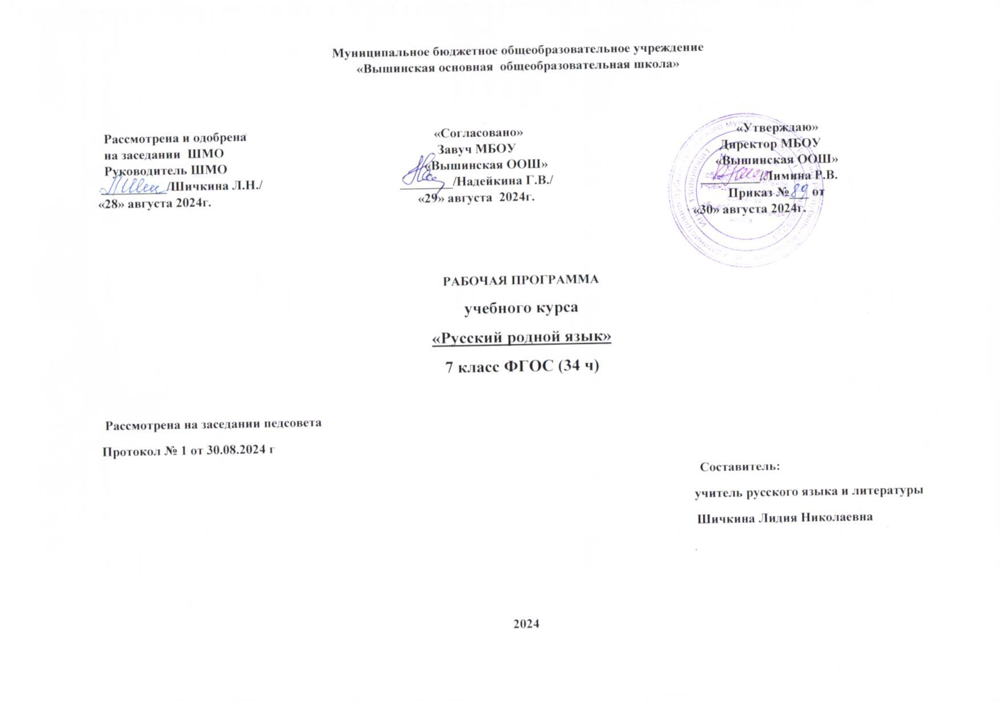 Муниципальное бюджетное общеобразовательное учреждение
«Вышинская основная  общеобразовательная школа»
Рассмотрена и одобрена
на заседании  ШМО
Руководитель ШМО
/Шичкина Л.Н./
«28» августа 2024г.
«Согласовано»
Завуч МБОУ
«Вышинская ООШ»
/Надейкина Г.В./
«29» августа  2024г.
«Утверждаю»
Директор МБОУ
«Вышинская ООШ»
Лимина Р.В.
Приказ № 89 от
«30» августа 2024г.
РАБОЧАЯ ПРОГРАММА
учебного курса
«Русский родной язык»
7 класс ФГОС (34 ч)
Рассмотрена на заседании педсовета
Протокол № 1 от 30.08.2024 г
Составитель:
учитель русского языка и литературы
Шичкина Лидия Николаевна
.
2024